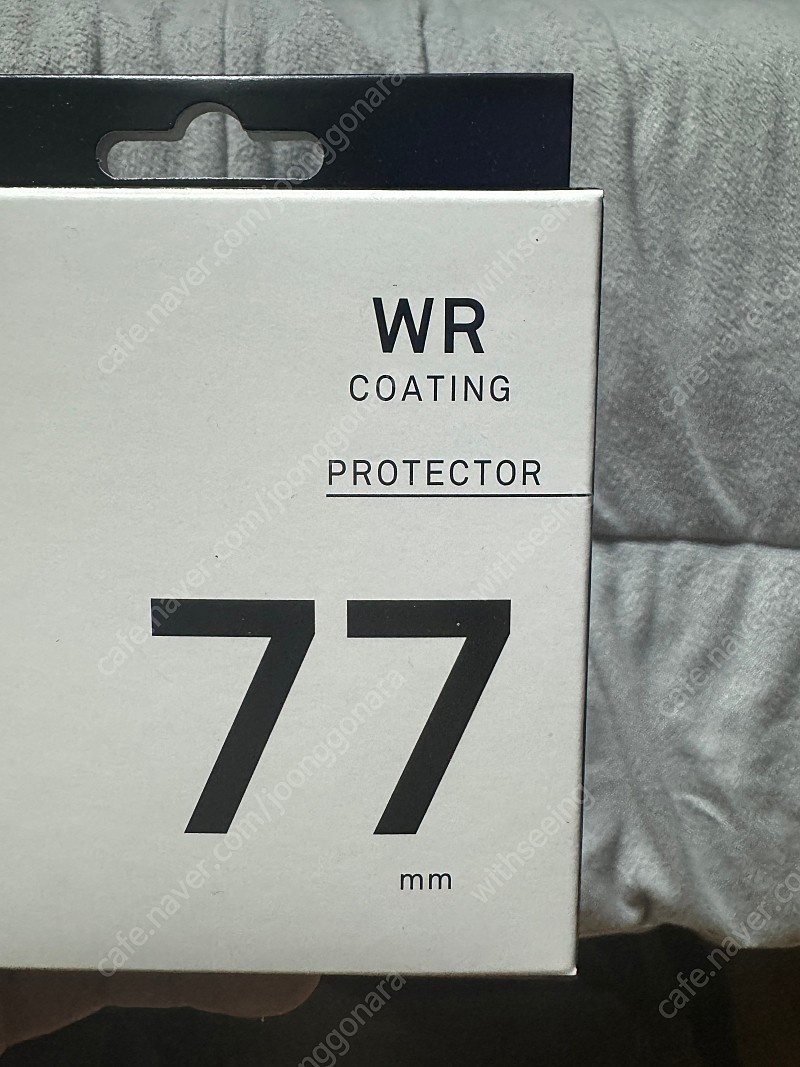 WR
COATING
PROTECTOR
77
mm
cafe.naver.com/joonggonara
withseeing